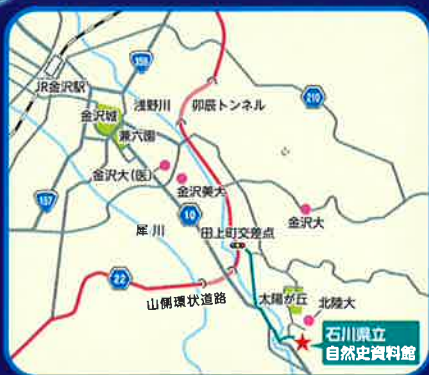 359
JR金沢駅
浅野川
卯辰トンネル
210
金沢城
兼六園
金沢大(医)
金沢美大
157
10
金沢大
犀川
田上町交差点
22
山側環状道路
太陽が丘
北陸大
石川県立
自然史資料館